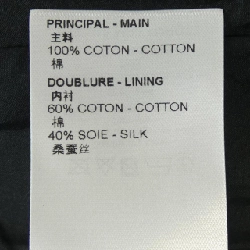 PRINCIPAL - MAIN
主料
100% COTON - COTTON
棉
DOUBLURE - LINING
内衬
60% COTON - COTTON
棉
40% SOIE - SILK
桑蚕丝